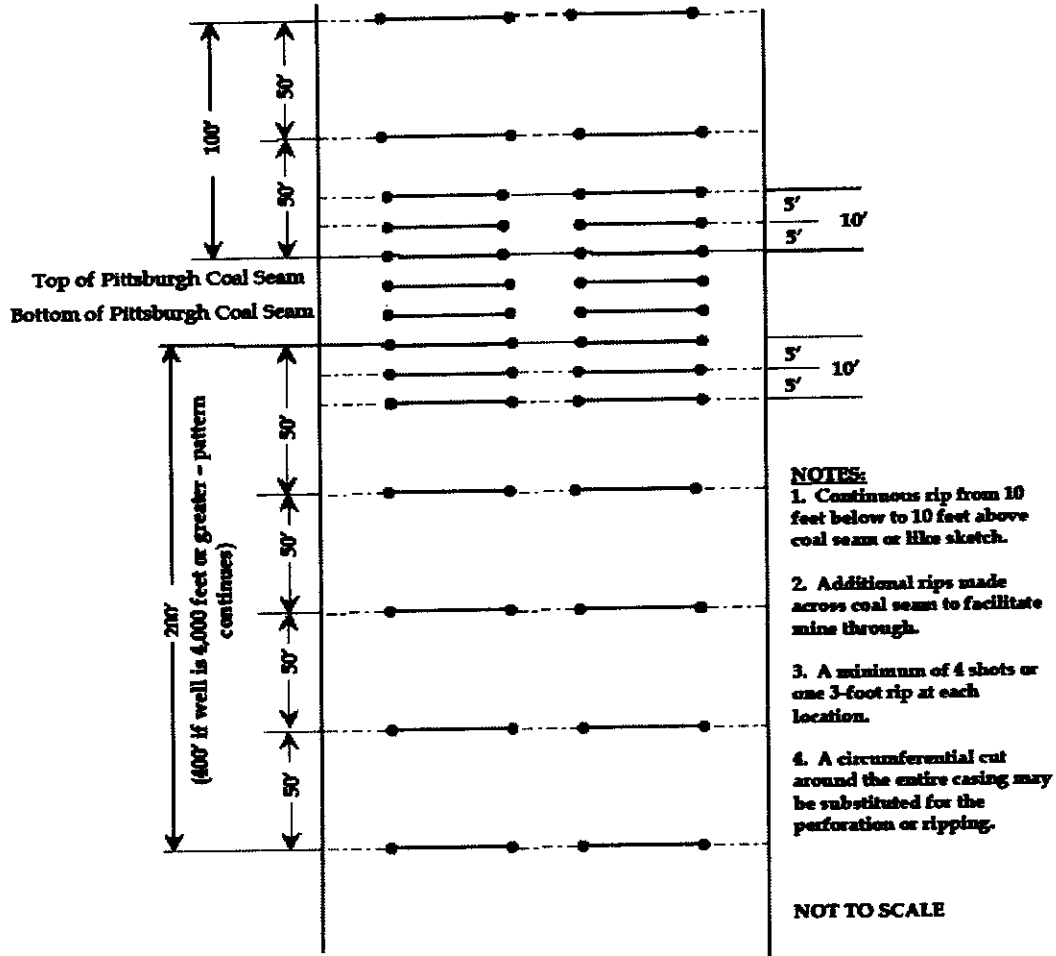 50'
100'
50'
5'
10'
5'
Top of Pittsburgh Coal Seam
Bottom of Pittsburgh Coal Seam
5'
10'
5'
50'
200'
(400' if well is 4,000 feet or greater - pattern
continues)
50'
50'
50'
NOTES:
1. Continuous rip from 10
feet below to 10 feet above
coal seam or like sketch.
2. Additional rips made
across coal seam to facilitate
mine through.
3. A minimum of 4 shots or
one 3-foot rip at each
location.
4. A circumferential cut
around the entire casing may
be substituted for the
perforation or ripping.
NOT TO SCALE